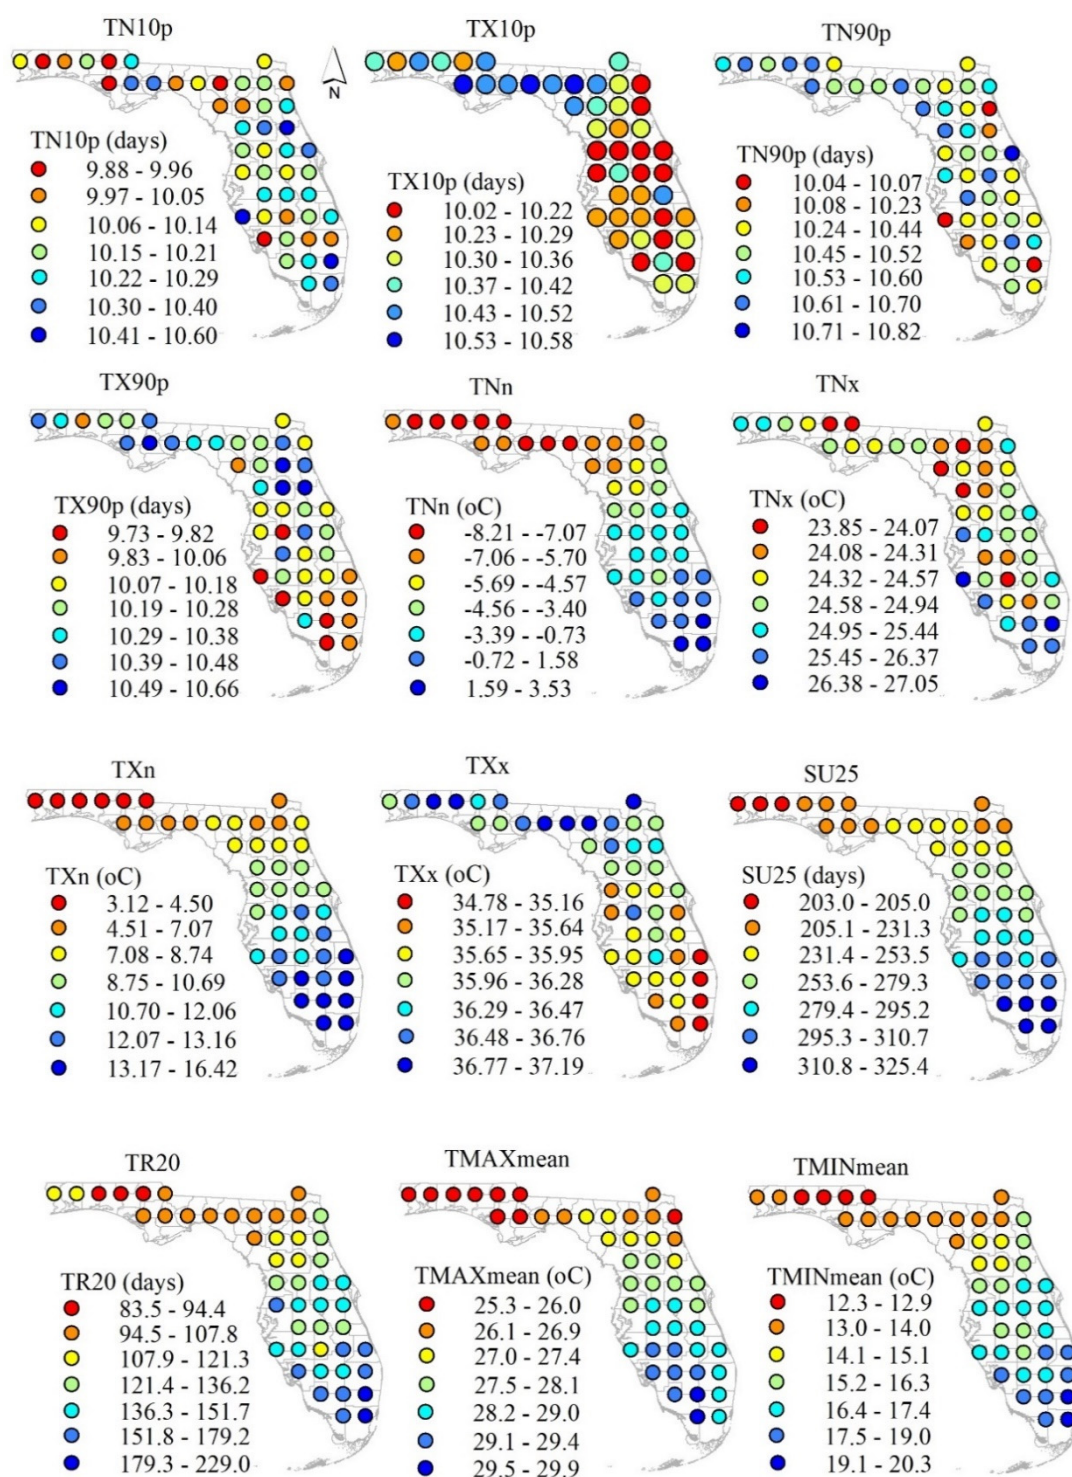 TN10p
TX10p
TN90p
N
TN10p (days)
9.88 - 9.96
9.97 - 10.05
10.06 - 10.14
10.15 - 10.21
10.22 - 10.29
10.30 - 10.40
10.41 - 10.60
TX10p (days)
10.02 - 10.22
10.23 - 10.29
10.30 - 10.36
10.37 - 10.42
10.43 - 10.52
10.53 - 10.58
TN90p (days)
10.04 - 10.07
10.08 - 10.23
10.24 - 10.44
10.45 - 10.52
10.53 - 10.60
10.61 - 10.70
10.71 - 10.82
TX90p
TNn
TNx
TX90p (days)
9.73 - 9.82
9.83 - 10.06
10.07 - 10.18
10.19 - 10.28
10.29 - 10.38
10.39 - 10.48
10.49 - 10.66
TNn (oC)
-8.21 - -7.07
-7.06 - -5.70
-5.69 - -4.57
-4.56 - -3.40
-3.39 - -0.73
-0.72 - 1.58
1.59 - 3.53
TNx (oC)
23.85 - 24.07
24.08 - 24.31
24.32 - 24.57
24.58 - 24.94
24.95 - 25.44
25.45 - 26.37
26.38 - 27.05
TXn
TXx
SU25
TXn (oC)
3.12 - 4.50
4.51 - 7.07
7.08 - 8.74
8.75 - 10.69
10.70 - 12.06
12.07 - 13.16
13.17 - 16.42
TXx (oC)
34.78 - 35.16
35.17 - 35.64
35.65 - 35.95
35.96 - 36.28
36.29 - 36.47
36.48 - 36.76
36.77 - 37.19
SU25 (days)
203.0 - 205.0
205.1 - 231.3
231.4 - 253.5
253.6 - 279.3
279.4 - 295.2
295.3 - 310.7
310.8 - 325.4
TR20
TMAXmean
TMINmean
TR20 (days)
83.5 - 94.4
94.5 - 107.8
107.9 - 121.3
121.4 - 136.2
136.3 - 151.7
151.8 - 179.2
179.3 - 229.0
TMAXmean (oC)
25.3 - 26.0
26.1 - 26.9
27.0 - 27.4
27.5 - 28.1
28.2 - 29.0
29.1 - 29.4
29.5 - 29.9
TMINmean (oC)
12.3 - 12.9
13.0 - 14.0
14.1 - 15.1
15.2 - 16.3
16.4 - 17.4
17.5 - 19.0
19.1 - 20.3